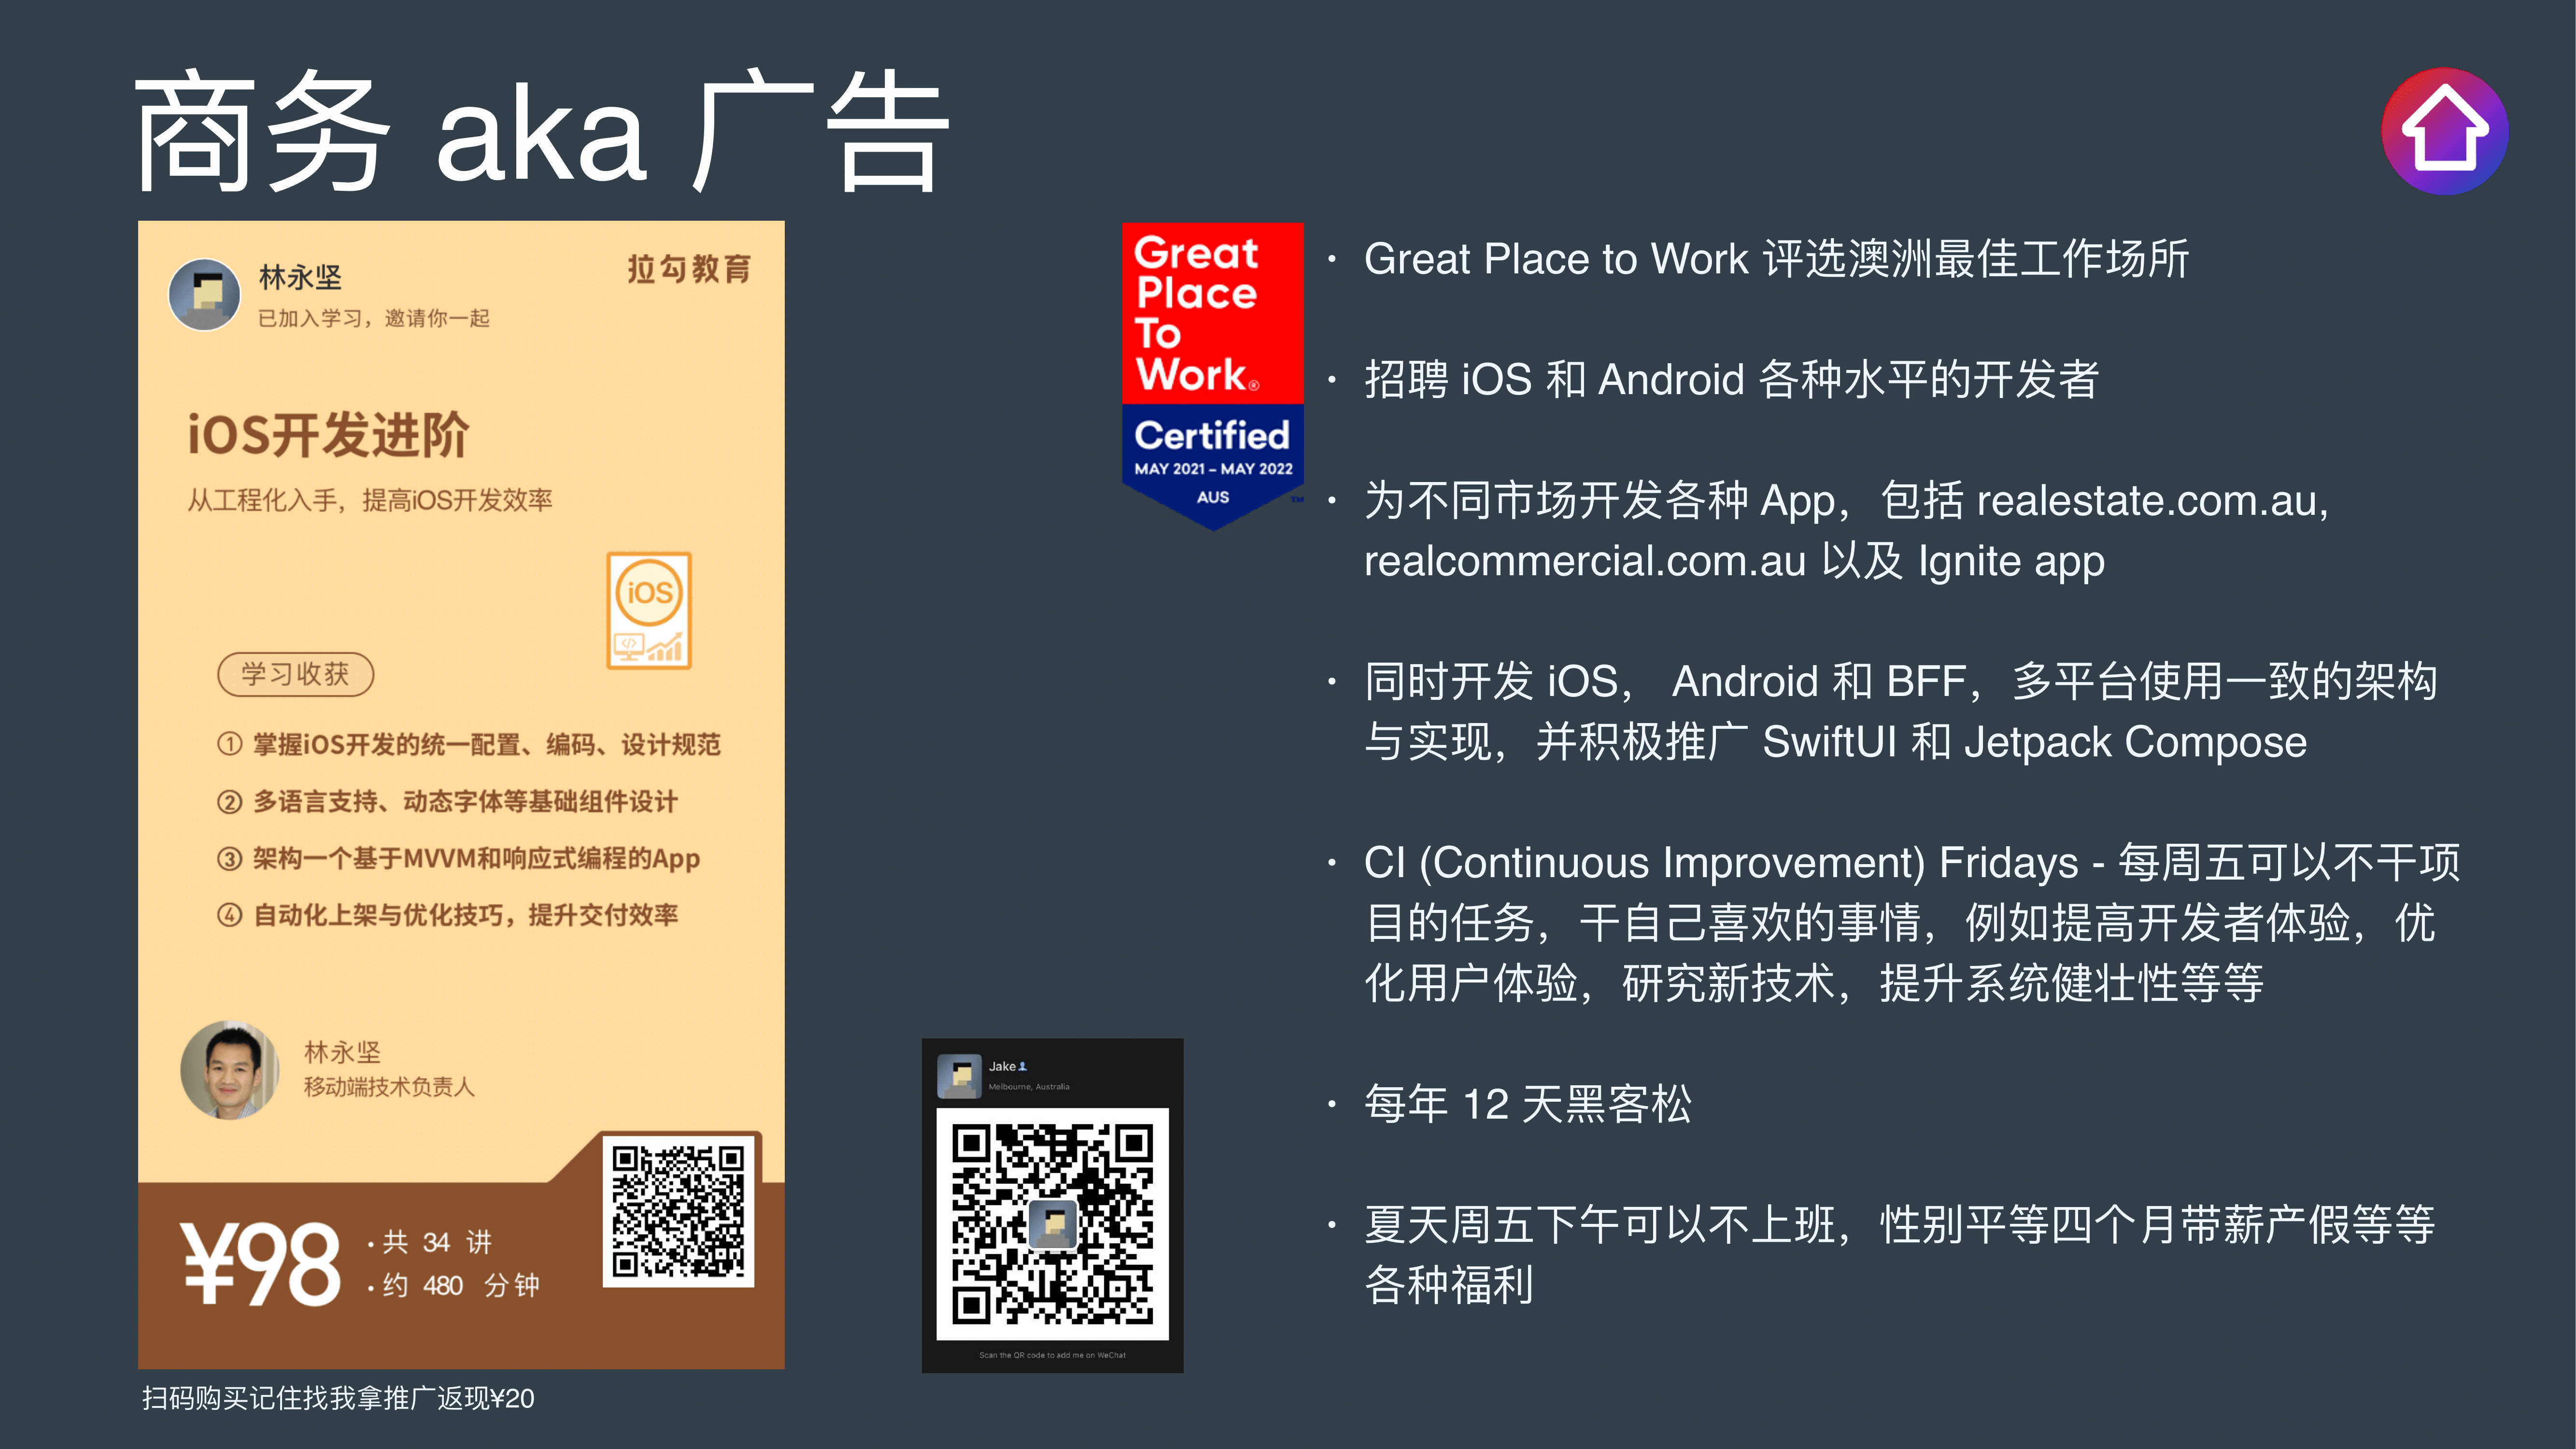 商务 aka 广告
林永坚
已加入学习，邀请你一起
拉勾教育
iOS开发进阶
从工程化入手，提高iOS开发效率
iOS
</>
学习收获
① 掌握iOS开发的统一配置、编码、设计规范
② 多语言支持、动态字体等基础组件设计
③ 架构一个基于MVVM和响应式编程的App
④ 自动化上架与优化技巧，提升交付效率
林永坚
移动端技术负责人
¥98
· 共 34 讲
· 约 480 分钟
扫码购买记住找我拿推广返现¥20
Jake
Melbourne, Australia
Scan the QR code to add me on WeChat
Great
Place
To
Work®
Certified
MAY 2021 – MAY 2022
AUS
™
· Great Place to Work 评选澳洲最佳工作场所
· 招聘 iOS 和 Android 各种水平的开发者
· 为不同市场开发各种 App，包括 realestate.com.au,
realcommercial.com.au 以及 Ignite app
· 同时开发 iOS， Android 和 BFF，多平台使用一致的架构
与实现，并积极推广 SwiftUI 和 Jetpack Compose
· CI (Continuous Improvement) Fridays - 每周五可以不干项
目的任务，干自己喜欢的事情，例如提高开发者体验，优
化用户体验，研究新技术，提升系统健壮性等等
· 每年 12 天黑客松
· 夏天周五下午可以不上班，性别平等四个月带薪产假等等
各种福利